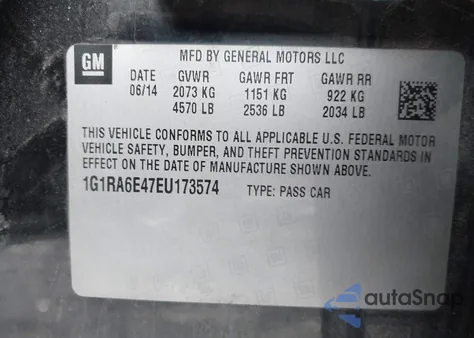 GM
MFD BY GENERAL MOTORS LLC
DATE GVWR GAWR FRT GAWR RR
06/14 2073 KG 1151 KG 922 KG
4570 LB 2536 LB 2034 LB
THIS VEHICLE CONFORMS TO ALL APPLICABLE U.S. FEDERAL MOTOR
VEHICLE SAFETY, BUMPER, AND THEFT PREVENTION STANDARDS IN
EFFECT ON THE DATE OF MANUFACTURE SHOWN ABOVE.
1G1RA6E47EU173574 TYPE: PASS CAR
autoSnap